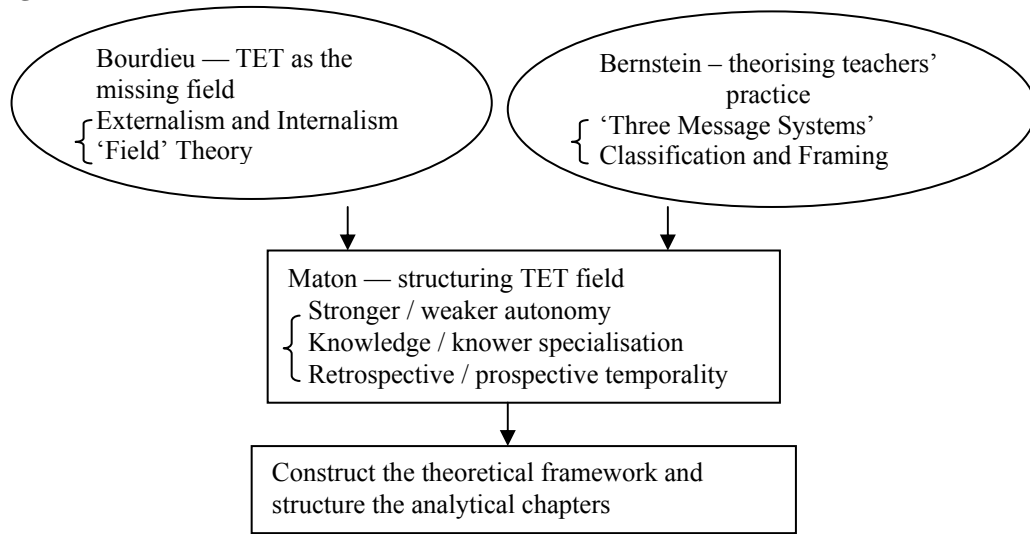 Bourdieu — TET as the
missing field
Externalism and Internalism
‘Field’ Theory
Bernstein – theorising teachers’
practice
‘Three Message Systems’
Classification and Framing
Maton — structuring TET field
Stronger / weaker autonomy
Knowledge / knower specialisation
Retrospective / prospective temporality
Construct the theoretical framework and
structure the analytical chapters